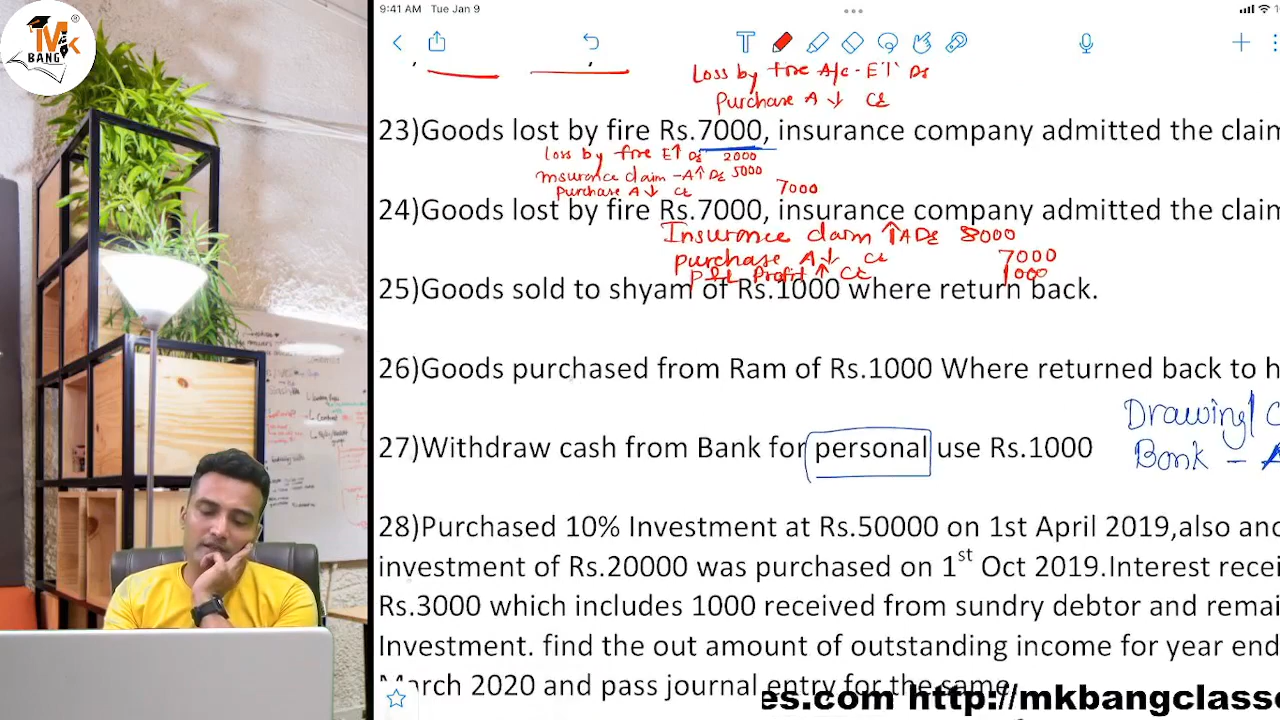 9:41 AM Tue Jan 9
MK
BANG
Loss by fire A/c - E↑ Dr
Purchase A ↓ Cr
23)Goods lost by fire Rs.7000, insurance company admitted the claim
Loss by fire E↑ Dr 2000
Insurance claim - A↑ Dr 5000
Purchase A ↓ Cr 7000
24)Goods lost by fire Rs.7000, insurance company admitted the claim
Insurance claim ↑A Dr 8000
Purchase A↓ Cr 7000
P&L Profit ↑ Cr 1000
25)Goods sold to shyam of Rs.1000 where return back.
26)Goods purchased from Ram of Rs.1000 Where returned back to h
Drawing C
27)Withdraw cash from Bank for personal use Rs.1000
Bank - A
28)Purchased 10% Investment at Rs.50000 on 1st April 2019,also ano
investment of Rs.20000 was purchased on 1st Oct 2019.Interest recei
Rs.3000 which includes 1000 received from sundry debtor and remai
Investment. find the out amount of outstanding income for year end
March 2020 and pass journal entry for the same.
es.com http://mkbangclasse